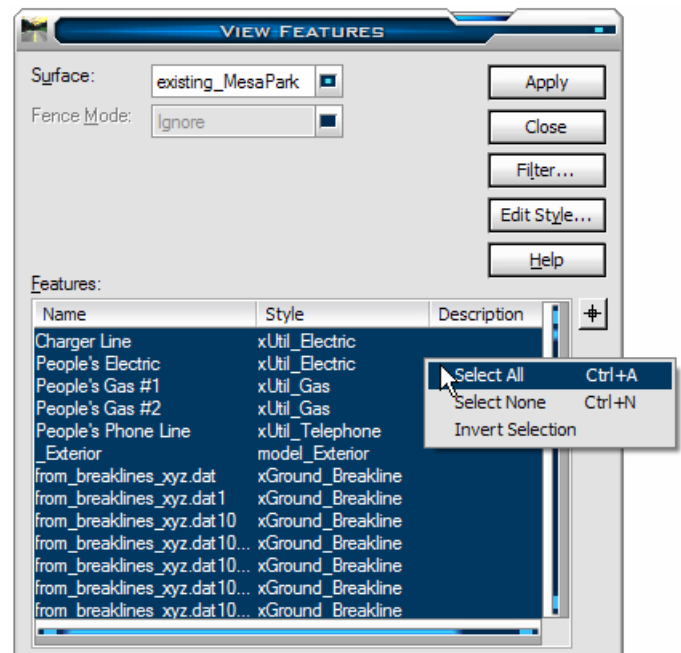 VIEW FEATURES
Surface: existing_MesaPark Apply
Fence Mode: Ignore Close
Filter...
Edit Style...
Help
Features:
Name Style Description
Charger Line xUtil_Electric
People's Electric xUtil_Electric
People's Gas #1 xUtil_Gas
People's Gas #2 xUtil_Gas
People's Phone Line xUtil_Telephone
_Exterior model_Exterior
from_breaklines_xyz.dat xGround_Breakline
from_breaklines_xyz.dat1 xGround_Breakline
from_breaklines_xyz.dat10 xGround_Breakline
from_breaklines_xyz.dat10... xGround_Breakline
from_breaklines_xyz.dat10... xGround_Breakline
from_breaklines_xyz.dat10... xGround_Breakline
from_breaklines_xyz.dat10... xGround_Breakline
Select All Ctrl+A
Select None Ctrl+N
Invert Selection